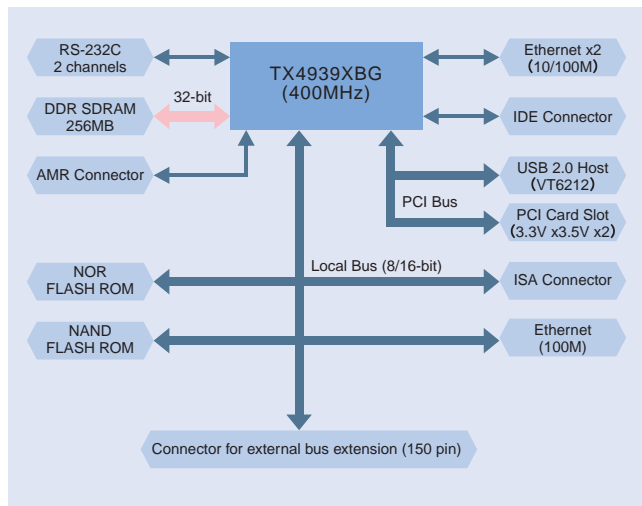 RS-232C
2 channels
TX4939XBG
(400MHz)
Ethernet x2
(10/100M)
32-bit
DDR SDRAM
256MB
IDE Connector
AMR Connector
USB 2.0 Host
(VT6212)
PCI Bus
PCI Card Slot
(3.3V x3.5V x2)
NOR
FLASH ROM
Local Bus (8/16-bit)
ISA Connector
NAND
FLASH ROM
Ethernet
(100M)
Connector for external bus extension (150 pin)